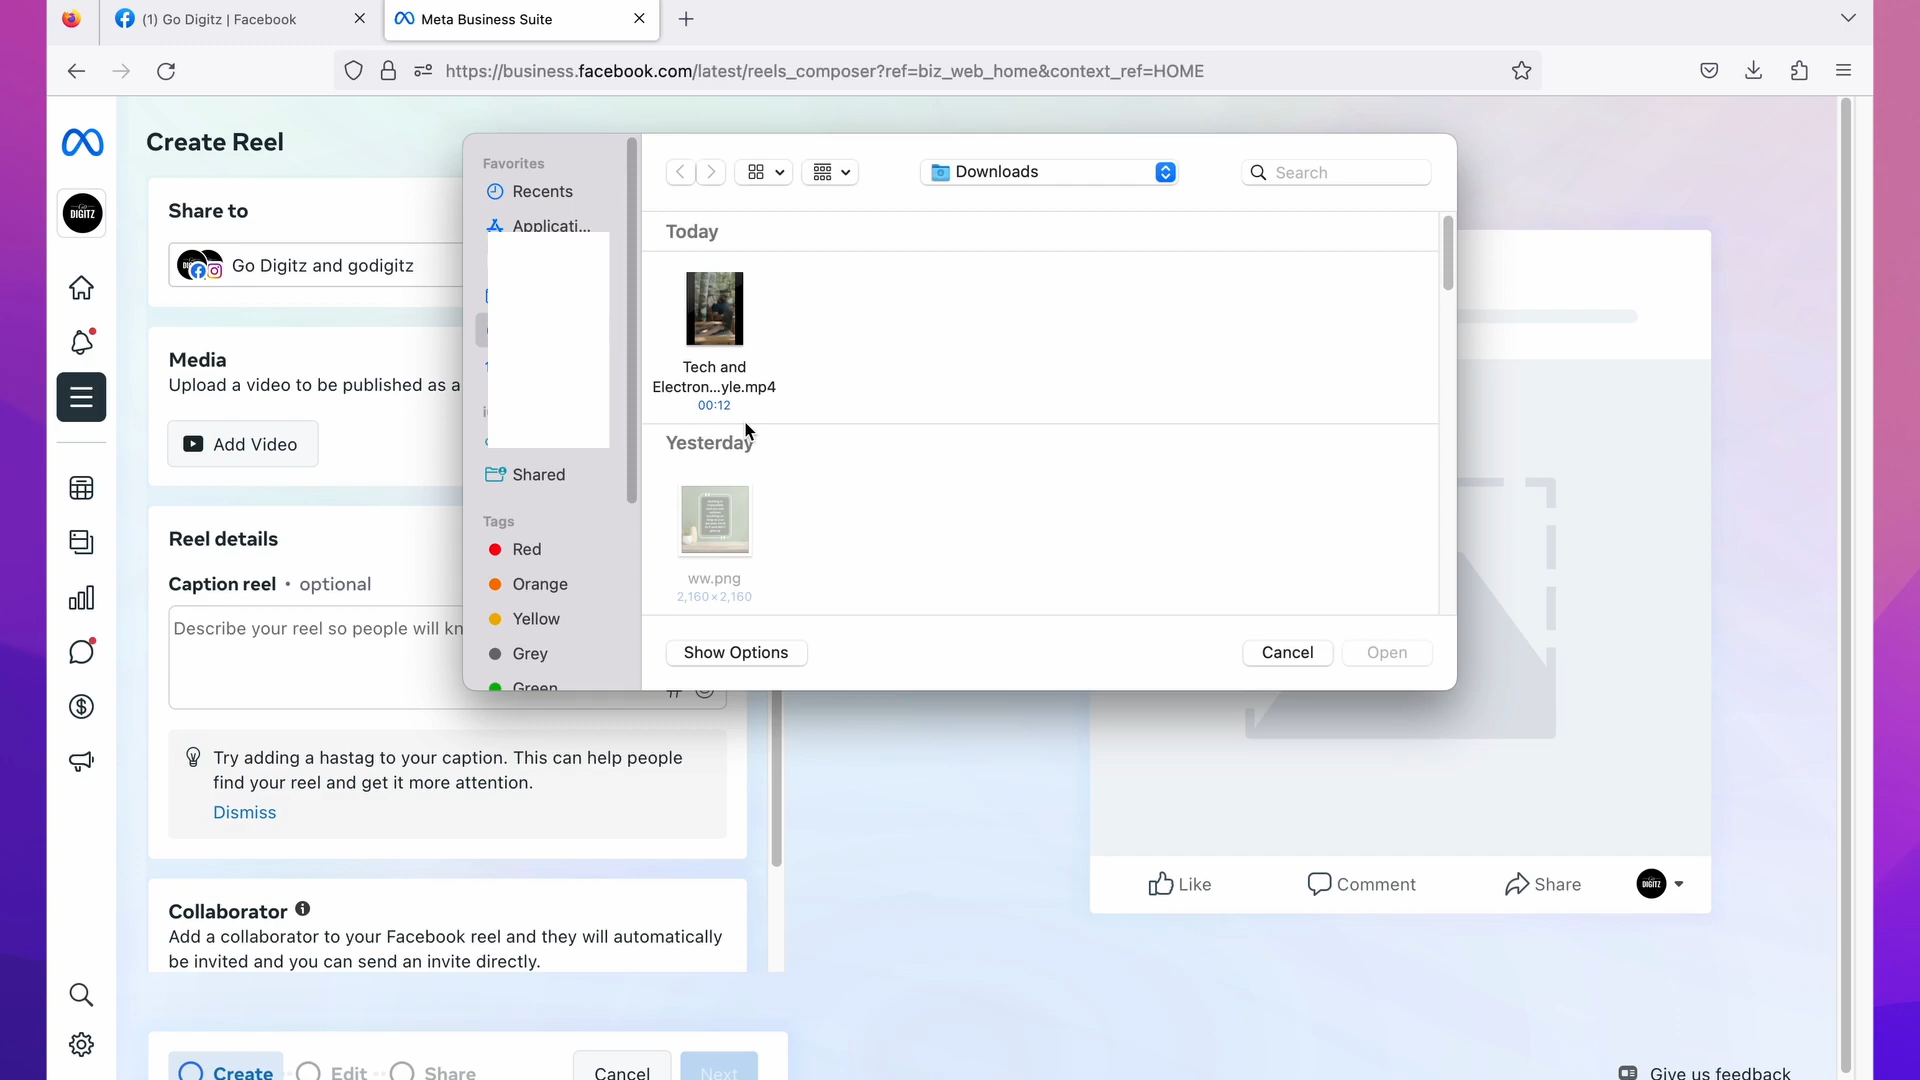 (1) Go Digitz | Facebook
Meta Business Suite
https://business.facebook.com/latest/reels_composer?ref=biz_web_home&context_ref=HOME
Create Reel
DIGITZ
Share to
Go Digitz and godigitz
Media
Upload a video to be published as a
Add Video
Reel details
Caption reel • optional
Describe your reel so people will kn
Try adding a hastag to your caption. This can help people
find your reel and get it more attention.
Dismiss
Collaborator
Add a collaborator to your Facebook reel and they will automatically
be invited and you can send an invite directly.
Create
Edit
Share
Cancel
Next
Favorites
Recents
Applicati...
Shared
Tags
Red
Orange
Yellow
Grey
Green
Downloads
Search
Today
Tech and
Electron...yle.mp4
00:12
Yesterday
ww.png
2,160×2,160
Show Options
Cancel
Open
Like
Comment
Share
DIGITZ
Give us feedback